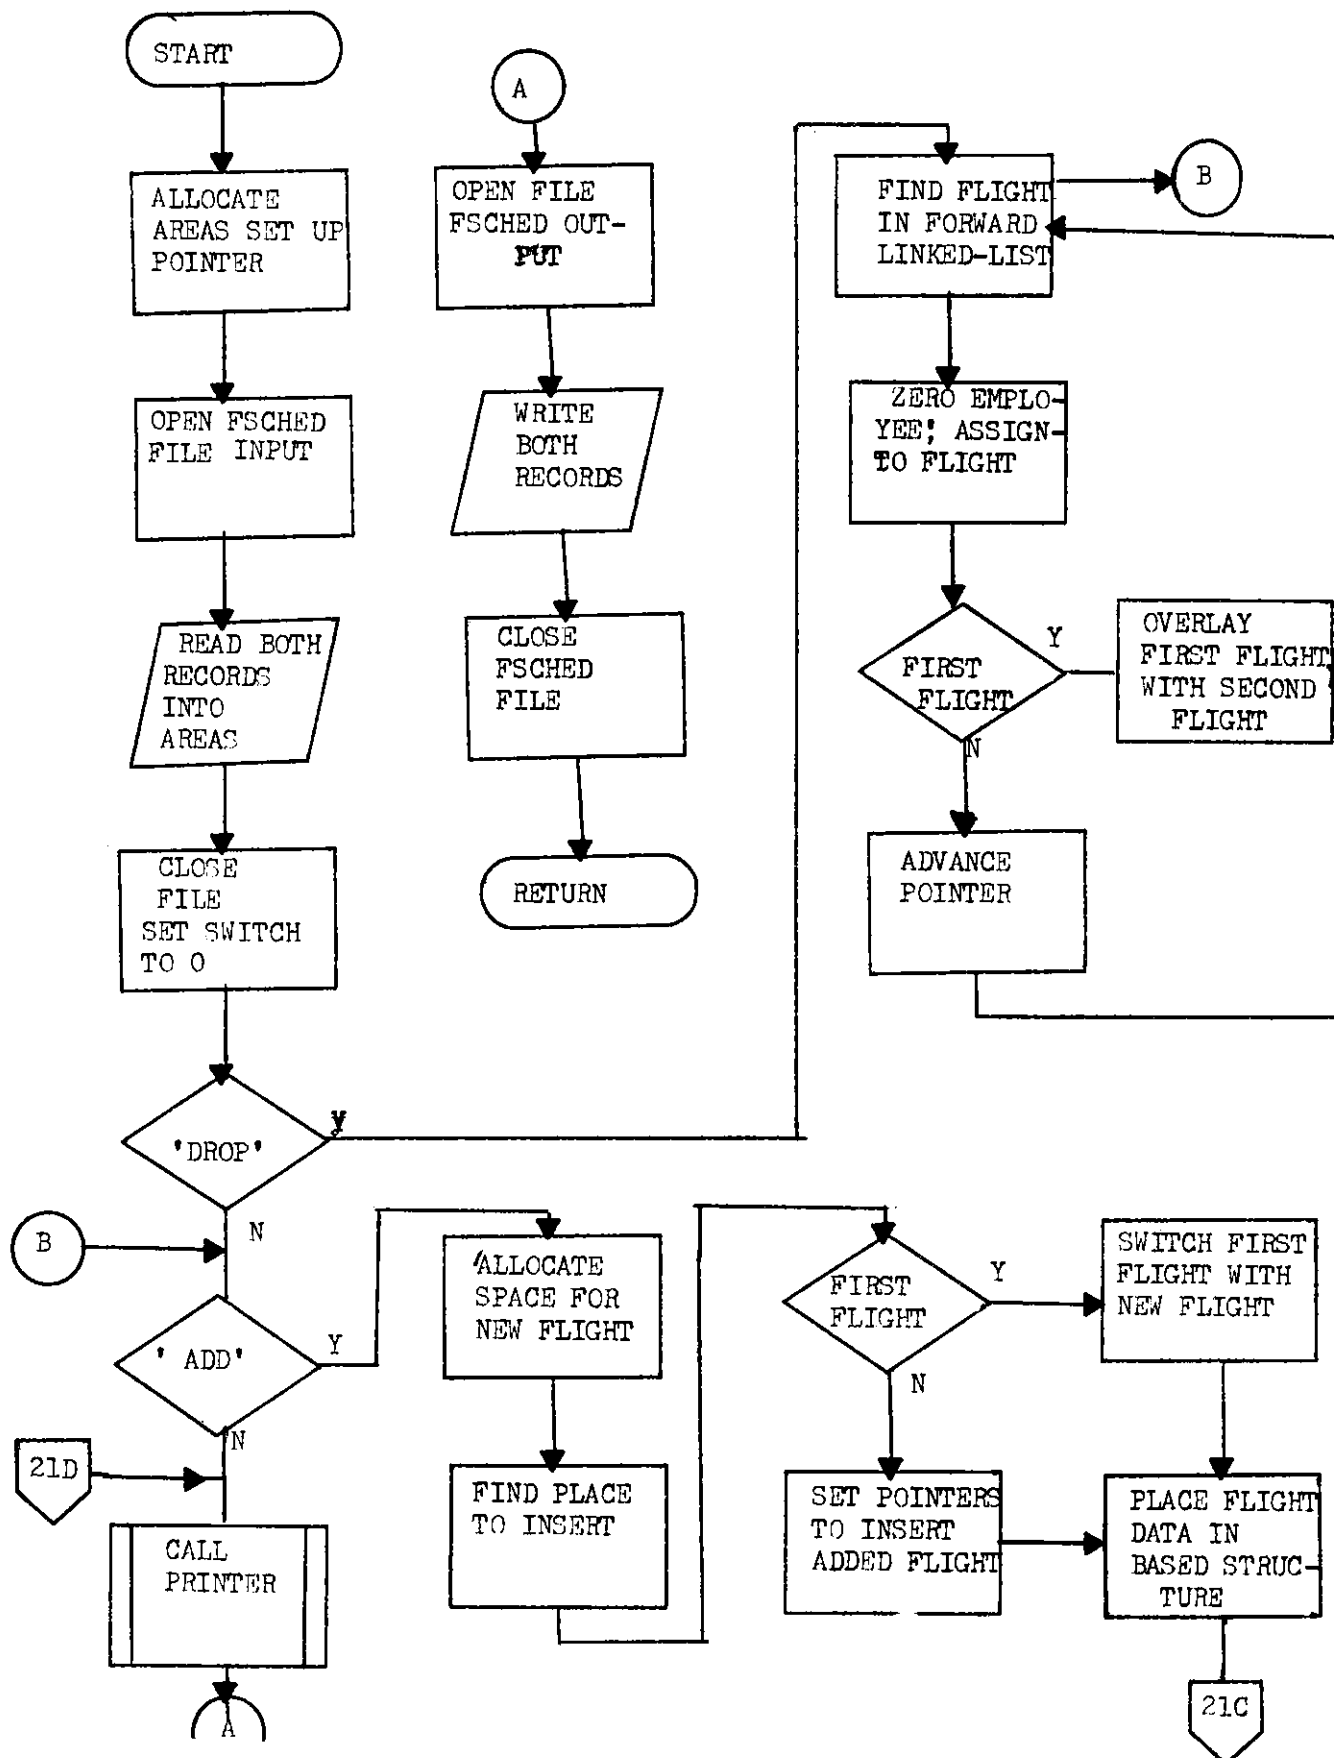 START
ALLOCATE
AREAS SET UP
POINTER
OPEN FSCHED
FILE INPUT
READ BOTH
RECORDS
INTO
AREAS
CLOSE
FILE
SET SWITCH
TO 0
'DROP'
Y
N
B
' ADD'
Y
N
21D
CALL
PRINTER
A
A
OPEN FILE
FSCHED OUT-
PUT
WRITE
BOTH
RECORDS
CLOSE
FSCHED
FILE
RETURN
FIND FLIGHT
IN FORWARD
LINKED-LIST
B
ZERO EMPLO-
YEE; ASSIGN-
TO FLIGHT
FIRST
FLIGHT
Y
N
OVERLAY
FIRST FLIGHT
WITH SECOND
FLIGHT
ADVANCE
POINTER
ALLOCATE
SPACE FOR
NEW FLIGHT
FIND PLACE
TO INSERT
FIRST
FLIGHT
Y
N
SWITCH FIRST
FLIGHT WITH
NEW FLIGHT
SET POINTERS
TO INSERT
ADDED FLIGHT
PLACE FLIGHT
DATA IN
BASED STRUC-
TURE
21C